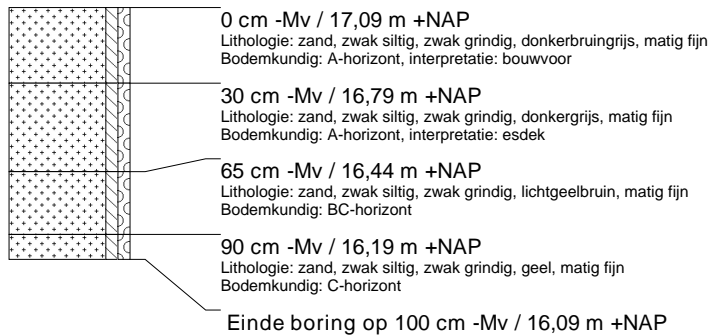 0 cm -Mv / 17,09 m +NAP
Lithologie: zand, zwak siltig, zwak grindig, donkerbruingrijs, matig fijn
Bodemkundig: A-horizont, interpretatie: bouwvoor
30 cm -Mv / 16,79 m +NAP
Lithologie: zand, zwak siltig, zwak grindig, donkergrijs, matig fijn
Bodemkundig: A-horizont, interpretatie: esdek
65 cm -Mv / 16,44 m +NAP
Lithologie: zand, zwak siltig, zwak grindig, lichtgeelbruin, matig fijn
Bodemkundig: BC-horizont
90 cm -Mv / 16,19 m +NAP
Lithologie: zand, zwak siltig, zwak grindig, geel, matig fijn
Bodemkundig: C-horizont
Einde boring op 100 cm -Mv / 16,09 m +NAP